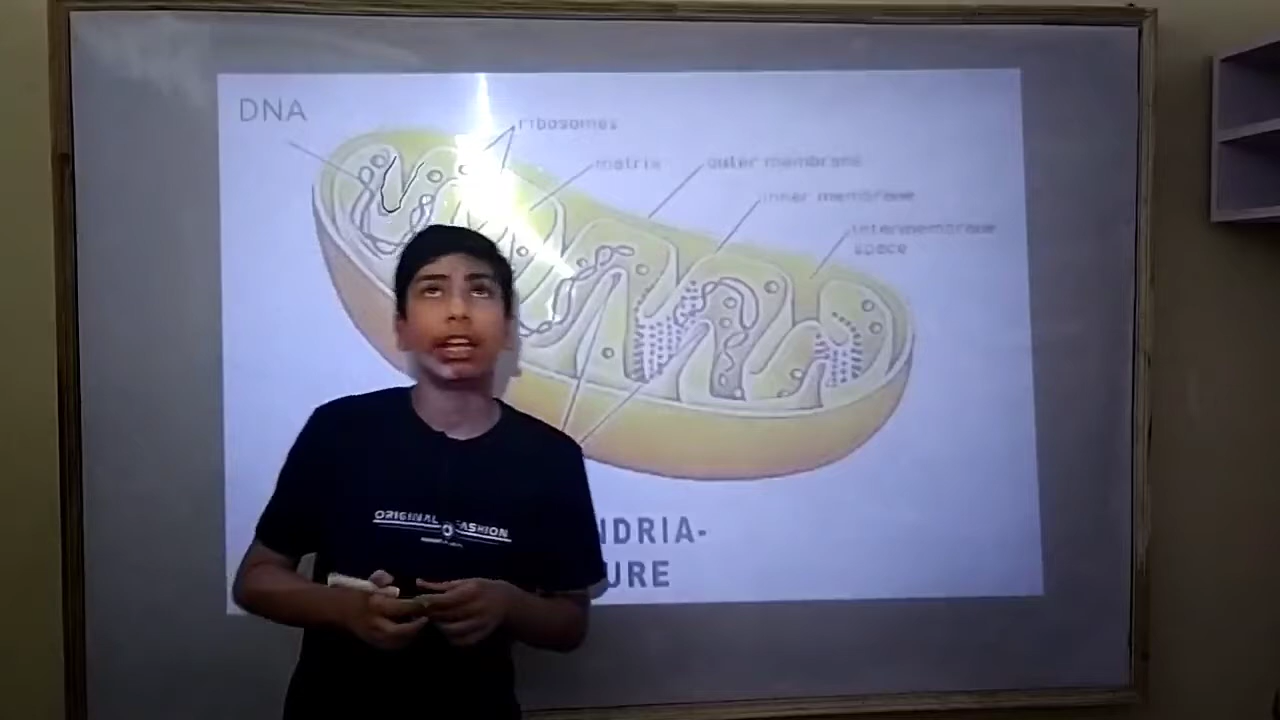 DNA
ribosomes
matrix
outer membrane
inner membrane
intermembrane
space
ORIGINAL FASHION
NDRIA-
URE